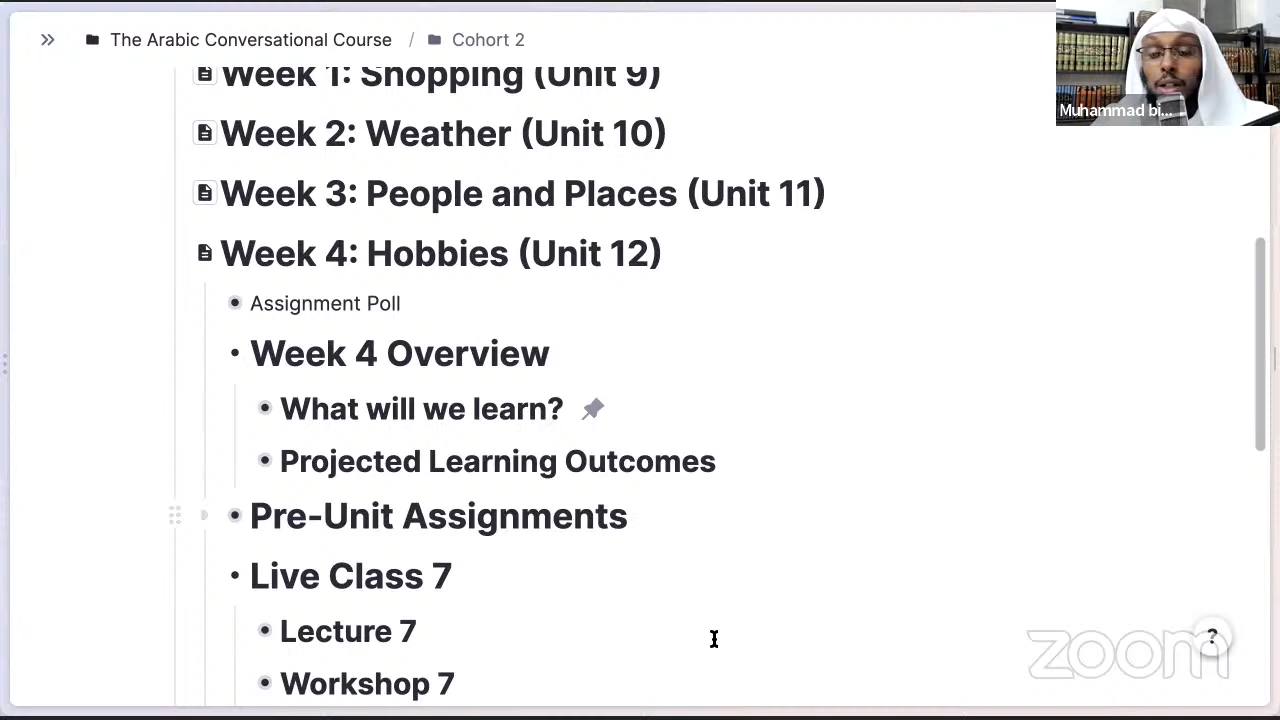 The Arabic Conversational Course / Cohort 2
Week 1: Shopping (Unit 9)
Muhammad bi...
Week 2: Weather (Unit 10)
Week 3: People and Places (Unit 11)
Week 4: Hobbies (Unit 12)
Assignment Poll
Week 4 Overview
What will we learn?
Projected Learning Outcomes
Pre-Unit Assignments
Live Class 7
Lecture 7
zoom
?
Workshop 7